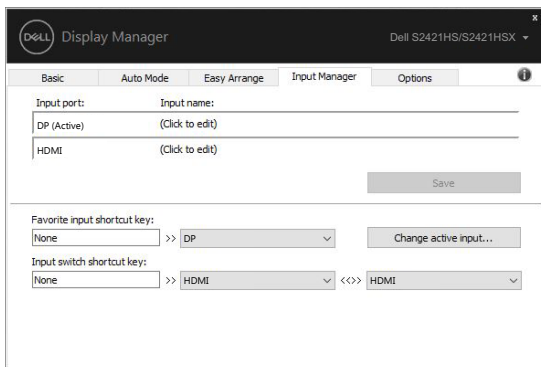 x
DELL Display Manager Dell S2421HS/S2421HSX
Basic Auto Mode Easy Arrange Input Manager Options i
Input port: Input name:
DP (Active) (Click to edit)
HDMI (Click to edit)
Save
Favorite input shortcut key:
None >> DP Change active input...
Input switch shortcut key:
None >> HDMI <<>> HDMI